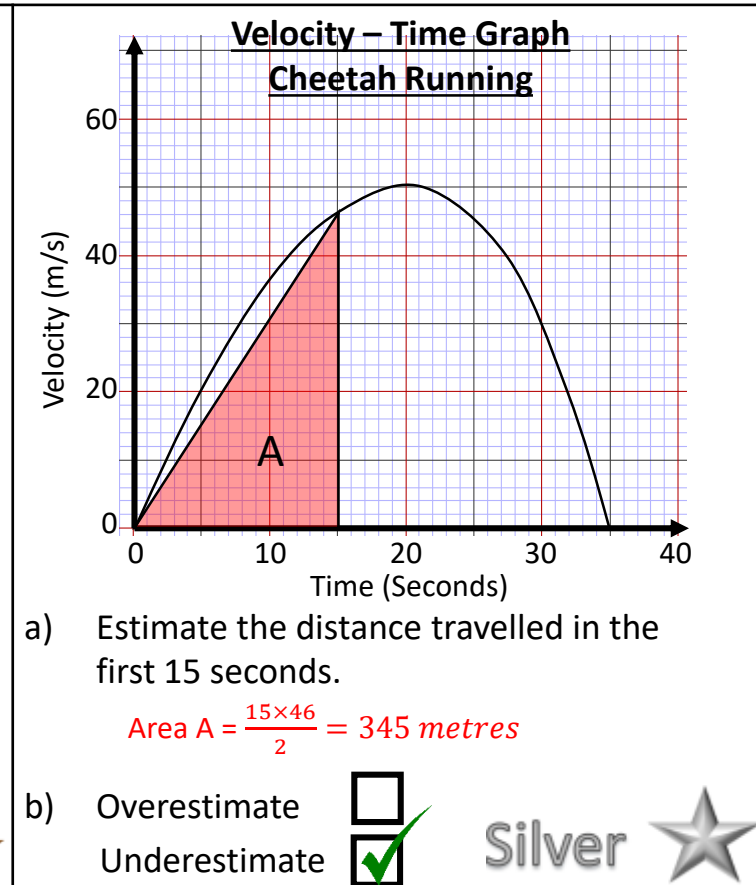 Velocity – Time Graph
Cheetah Running
Velocity (m/s)
60
40
20
0
A
0 10 20 30 40
Time (Seconds)
a) Estimate the distance travelled in the
first 15 seconds.
Area A = \frac{15×46}{2} = 345 metres
b) Overestimate
Underestimate
Silver